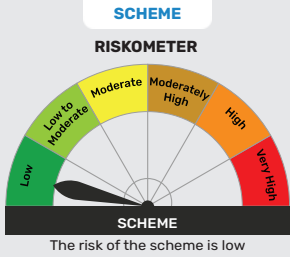 SCHEME
RISKOMETER
Low
Low to
Moderate
Moderate
Moderately
High
High
Very High
SCHEME
The risk of the scheme is low